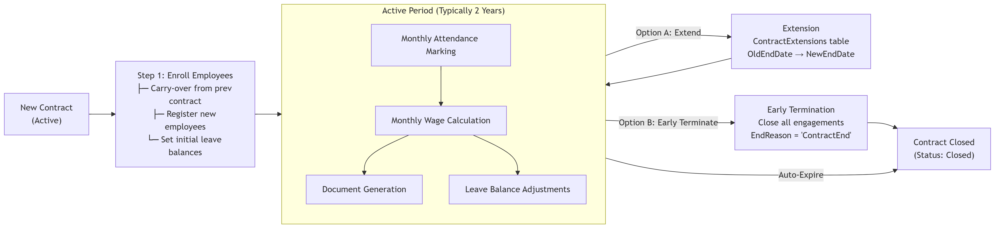 New Contract
(Active)
Step 1: Enroll Employees
├─ Carry-over from prev
contract
├─ Register new
employees
└─ Set initial leave
balances
Active Period (Typically 2 Years)
Monthly Attendance
Marking
Monthly Wage Calculation
Document Generation
Leave Balance Adjustments
Option A: Extend
Option B: Early Terminate
Auto-Expire
Extension
ContractExtensions table
OldEndDate → NewEndDate
Early Termination
Close all engagements
EndReason = 'ContractEnd'
Contract Closed
(Status: Closed)